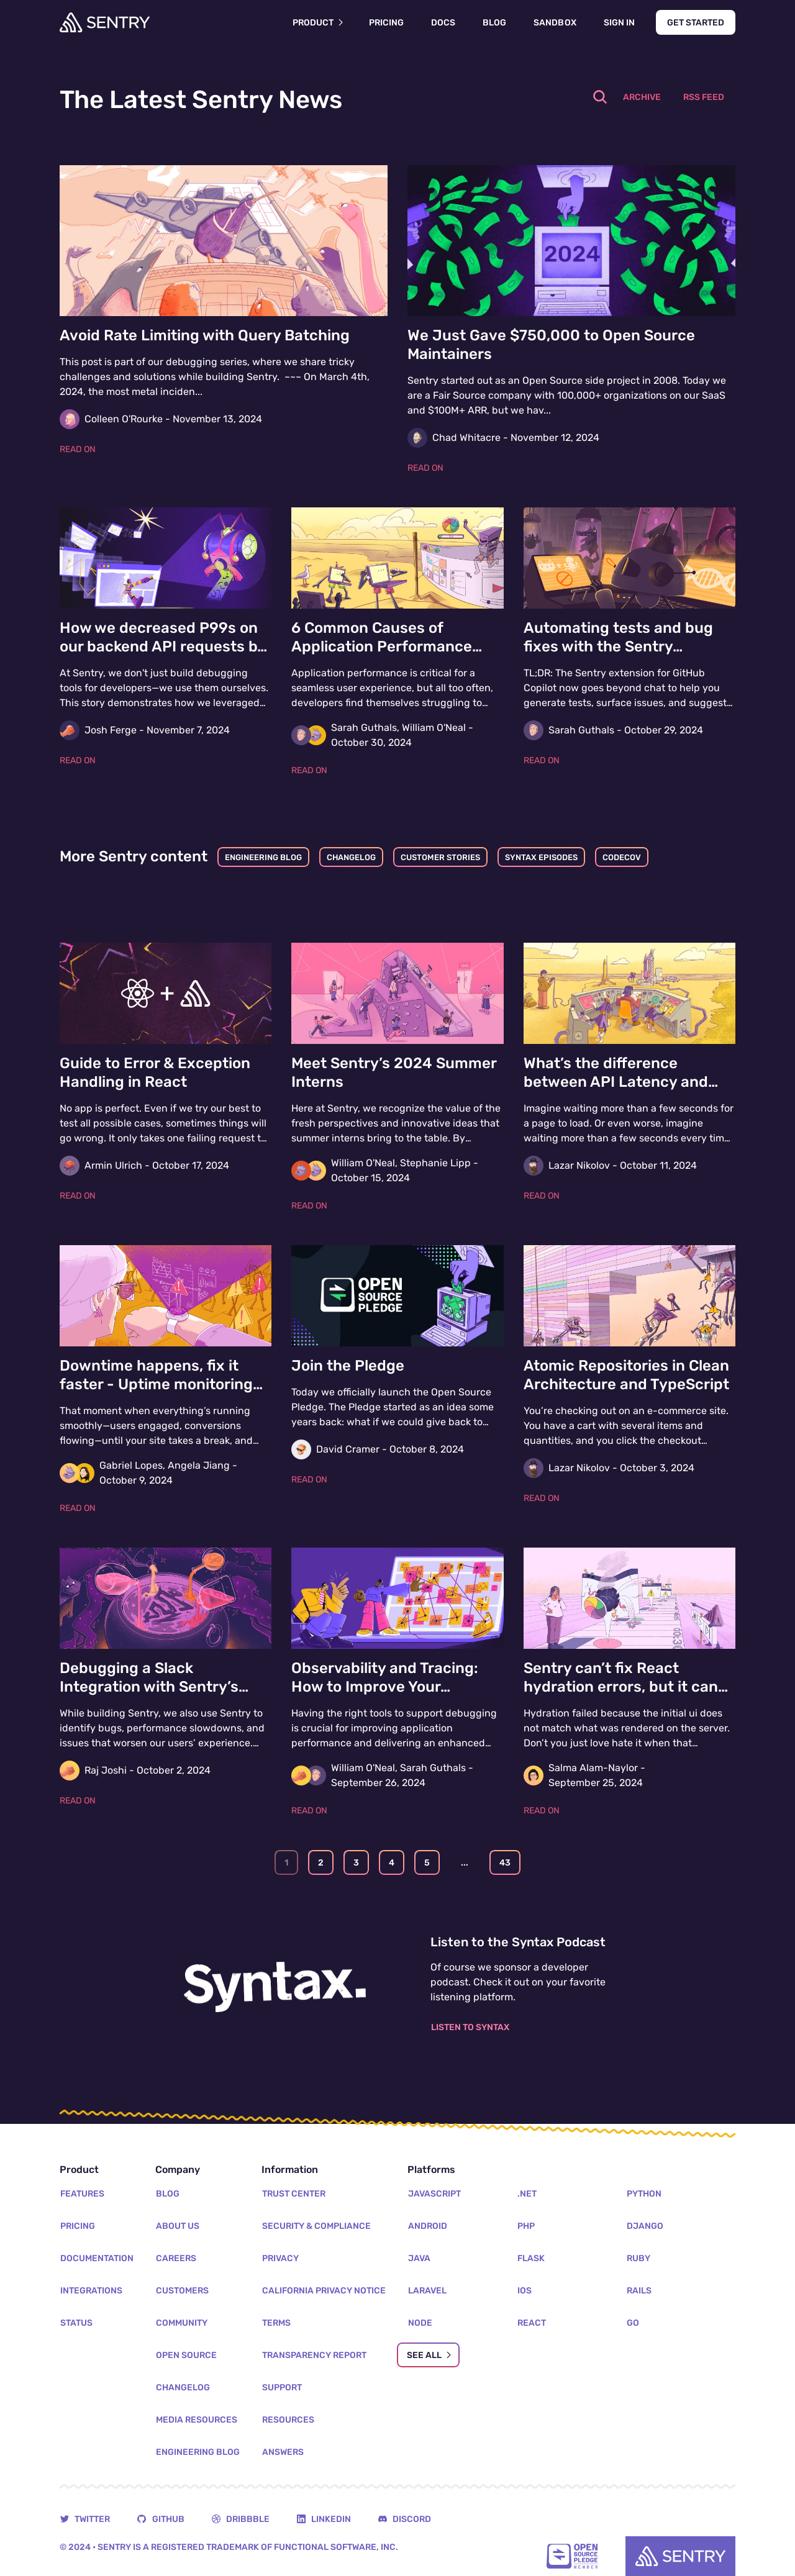 SENTRY
PRODUCT
PRICING
DOCS
BLOG
SANDBOX
SIGN IN
GET STARTED
The Latest Sentry News
ARCHIVE
RSS FEED
2024
Avoid Rate Limiting with Query Batching
This post is part of our debugging series, where we share tricky
challenges and solutions while building Sentry.  ~~~ On March 4th,
2024, the most metal inciden...
Colleen O'Rourke - November 13, 2024
READ ON
We Just Gave $750,000 to Open Source
Maintainers
Sentry started out as an Open Source side project in 2008. Today we
are a Fair Source company with 100,000+ organizations on our SaaS
and $100M+ ARR, but we hav...
Chad Whitacre - November 12, 2024
READ ON
How we decreased P99s on
our backend API requests b...
At Sentry, we don't just build debugging
tools for developers—we use them ourselves.
This story demonstrates how we leveraged…
Josh Ferge - November 7, 2024
READ ON
6 Common Causes of
Application Performance…
Application performance is critical for a
seamless user experience, but all too often,
developers find themselves struggling to…
Sarah Guthals, William O'Neal -
October 30, 2024
READ ON
Automating tests and bug
fixes with the Sentry…
TL;DR: The Sentry extension for GitHub
Copilot now goes beyond chat to help you
generate tests, surface issues, and suggest…
Sarah Guthals - October 29, 2024
READ ON
More Sentry content
ENGINEERING BLOG
CHANGELOG
CUSTOMER STORIES
SYNTAX EPISODES
CODECOV
Guide to Error & Exception
Handling in React
No app is perfect. Even if we try our best to
test all possible cases, sometimes things will
go wrong. It only takes one failing request t…
Armin Ulrich - October 17, 2024
READ ON
Meet Sentry's 2024 Summer
Interns
Here at Sentry, we recognize the value of the
fresh perspectives and innovative ideas that
summer interns bring to the table. By…
William O'Neal, Stephanie Lipp -
October 15, 2024
READ ON
What's the difference
between API Latency and…
Imagine waiting more than a few seconds for
a page to load. Or even worse, imagine
waiting more than a few seconds every tim…
Lazar Nikolov - October 11, 2024
READ ON
Downtime happens, fix it
faster - Uptime monitoring…
That moment when everything's running
smoothly—users engaged, conversions
flowing—until your site takes a break, and…
Gabriel Lopes, Angela Jiang -
October 9, 2024
READ ON
OPEN
SOURCE
PLEDGE
Join the Pledge
Today we officially launch the Open Source
Pledge. The Pledge started as an idea some
years back: what if we could give back to…
David Cramer - October 8, 2024
READ ON
Atomic Repositories in Clean
Architecture and TypeScript
You're checking out on an e-commerce site.
You have a cart with several items and
quantities, and you click the checkout…
Lazar Nikolov - October 3, 2024
READ ON
Debugging a Slack
Integration with Sentry's…
While building Sentry, we also use Sentry to
identify bugs, performance slowdowns, and
issues that worsen our users' experience.…
Raj Joshi - October 2, 2024
READ ON
Observability and Tracing:
How to Improve Your…
Having the right tools to support debugging
is crucial for improving application
performance and delivering an enhanced…
William O'Neal, Sarah Guthals -
September 26, 2024
READ ON
Sentry can't fix React
hydration errors, but it can…
Hydration failed because the initial ui does
not match what was rendered on the server.
Don't you just love hate it when that…
Salma Alam-Naylor -
September 25, 2024
READ ON
1
2
3
4
5
...
43
Syntax.
Listen to the Syntax Podcast
Of course we sponsor a developer
podcast. Check it out on your favorite
listening platform.
LISTEN TO SYNTAX
Product
FEATURES
PRICING
DOCUMENTATION
INTEGRATIONS
STATUS
Company
BLOG
ABOUT US
CAREERS
CUSTOMERS
COMMUNITY
OPEN SOURCE
CHANGELOG
MEDIA RESOURCES
ENGINEERING BLOG
Information
TRUST CENTER
SECURITY & COMPLIANCE
PRIVACY
CALIFORNIA PRIVACY NOTICE
TERMS
TRANSPARENCY REPORT
SUPPORT
RESOURCES
ANSWERS
Platforms
JAVASCRIPT
ANDROID
JAVA
LARAVEL
NODE
.NET
PHP
FLASK
IOS
REACT
PYTHON
DJANGO
RUBY
RAILS
GO
SEE ALL
TWITTER
GITHUB
DRIBBBLE
LINKEDIN
DISCORD
© 2024 • SENTRY IS A REGISTERED TRADEMARK OF FUNCTIONAL SOFTWARE, INC.
OPEN
SOURCE
PLEDGE
MEMBER
SENTRY